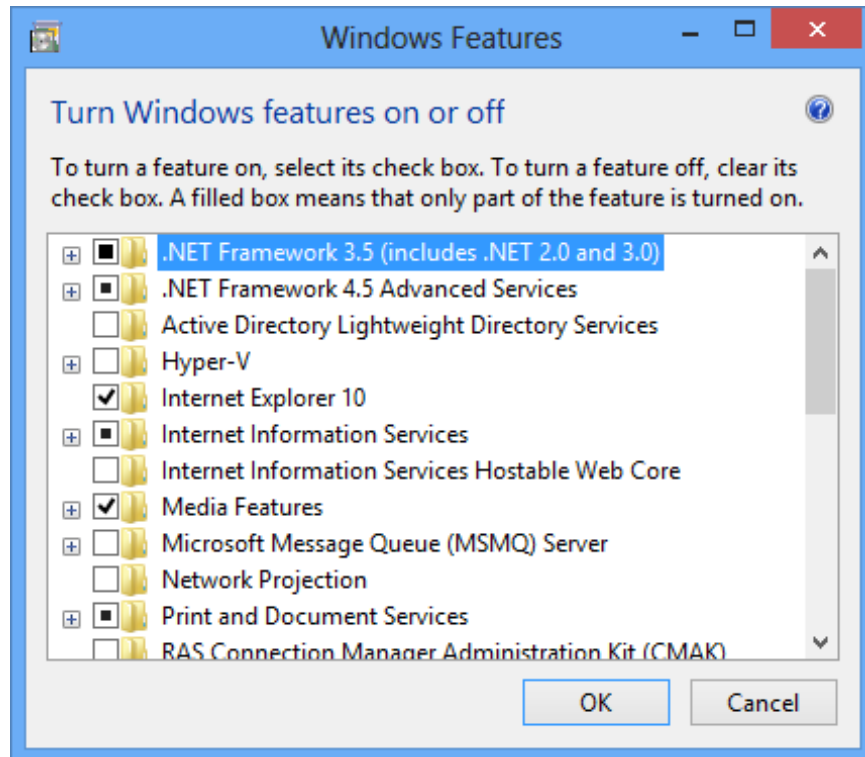 Windows Features
Turn Windows features on or off
To turn a feature on, select its check box. To turn a feature off, clear its
check box. A filled box means that only part of the feature is turned on.
.NET Framework 3.5 (includes .NET 2.0 and 3.0)
.NET Framework 4.5 Advanced Services
Active Directory Lightweight Directory Services
Hyper-V
Internet Explorer 10
Internet Information Services
Internet Information Services Hostable Web Core
Media Features
Microsoft Message Queue (MSMQ) Server
Network Projection
Print and Document Services
RAS Connection Manager Administration Kit (CMAK)
OK Cancel